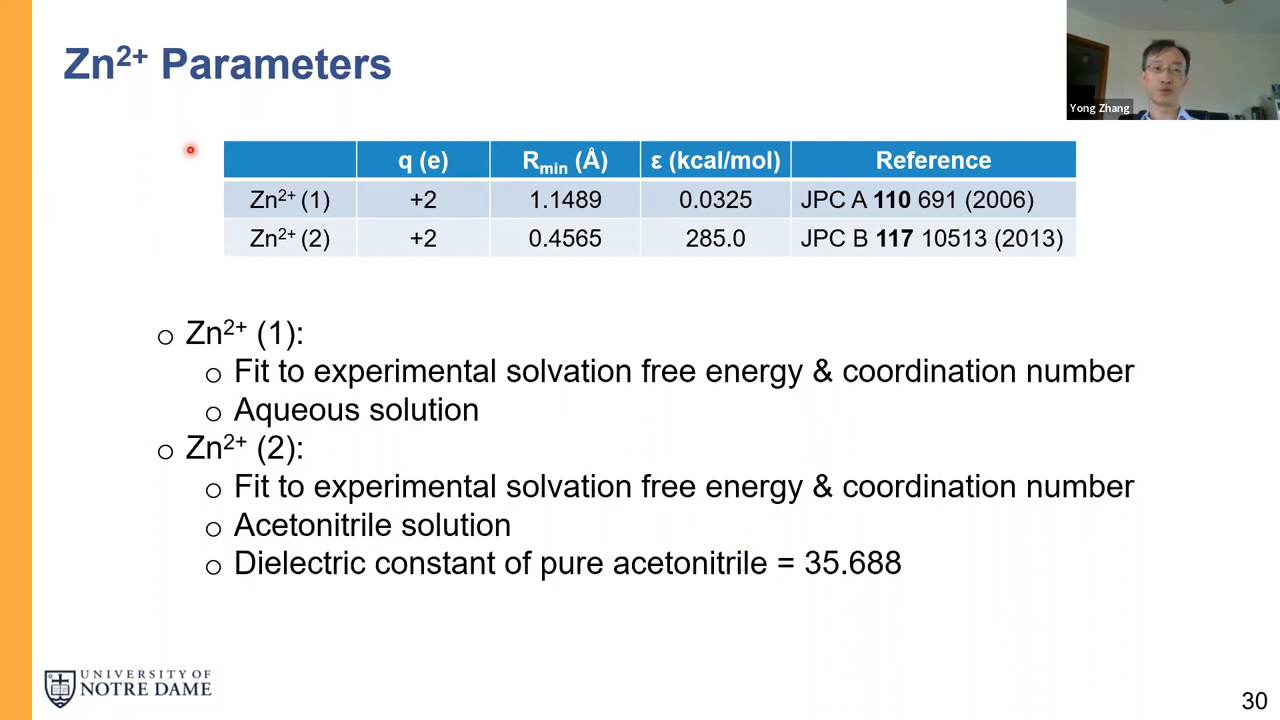 Zn2+ Parameters
Yong Zhang
q (e) Rmin (Å) ε (kcal/mol) Reference
Zn2+ (1) +2 1.1489 0.0325 JPC A 110 691 (2006)
Zn2+ (2) +2 0.4565 285.0 JPC B 117 10513 (2013)
Zn2+ (1):
Fit to experimental solvation free energy & coordination number
Aqueous solution
Zn2+ (2):
Fit to experimental solvation free energy & coordination number
Acetonitrile solution
Dielectric constant of pure acetonitrile = 35.688
UNIVERSITY OF
NOTRE DAME
30